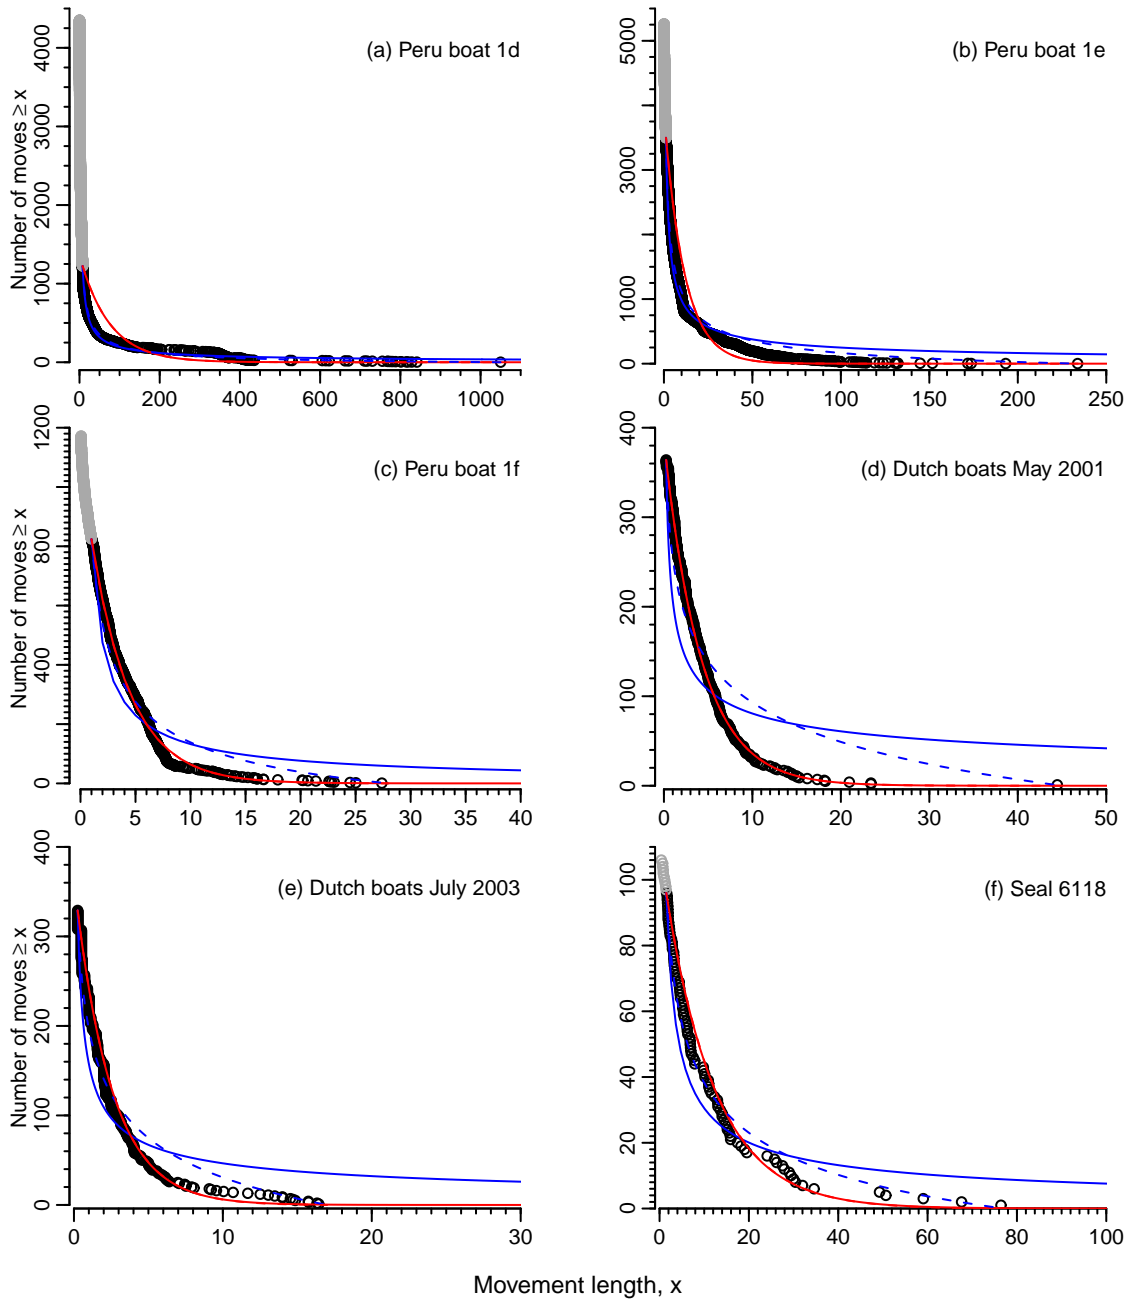 (a) Peru boat 1d
Number of moves ≥ x
0 1000 2000 3000 4000
0 200 400 600 800 1000
(b) Peru boat 1e
0 1000 3000 5000
0 50 100 150 200 250
(c) Peru boat 1f
Number of moves ≥ x
0 400 800 1200
0 5 10 15 20 25 30 35 40
(d) Dutch boats May 2001
0 100 200 300 400
0 10 20 30 40 50
(e) Dutch boats July 2003
Number of moves ≥ x
0 100 200 300 400
0 10 20 30
(f) Seal 6118
0 20 40 60 80 100
0 20 40 60 80 100
Movement length, x